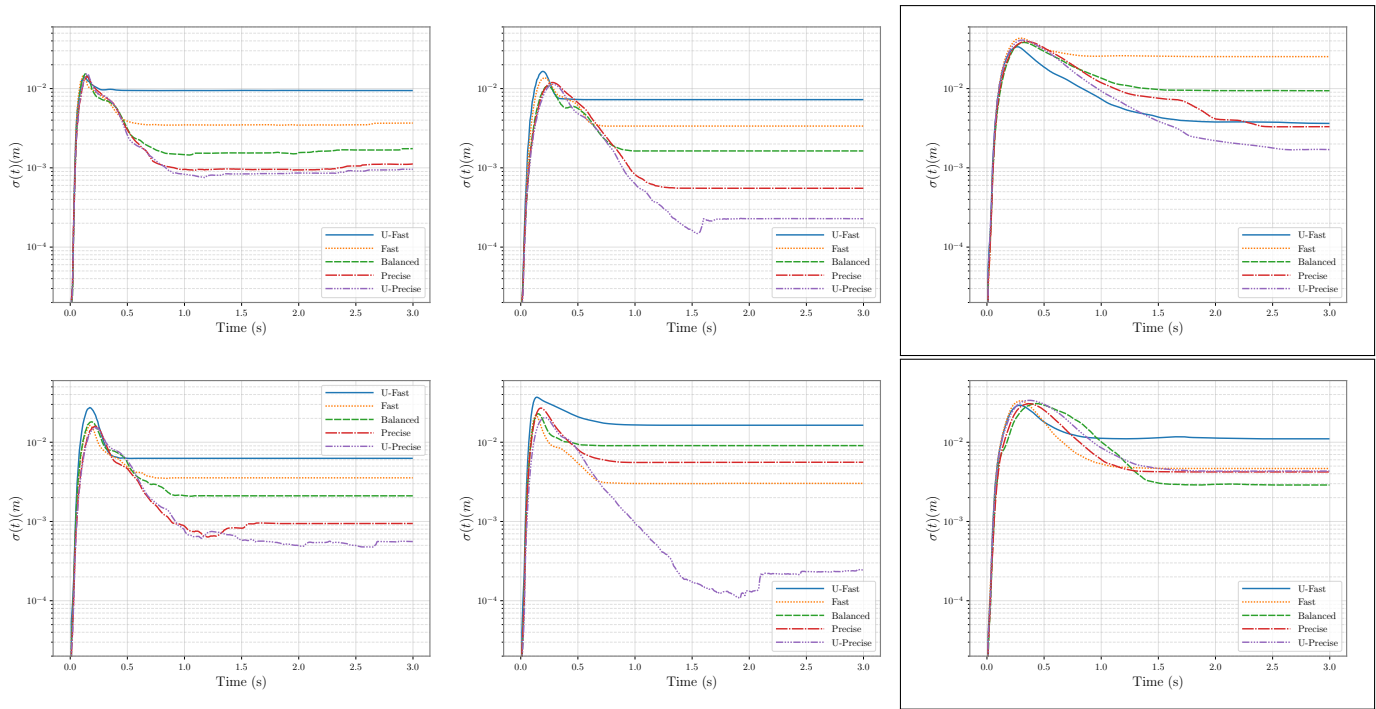 σ(t)(m)
10⁻²
10⁻³
10⁻⁴
U-Fast
Fast
Balanced
Precise
U-Precise
0.0 0.5 1.0 1.5 2.0 2.5 3.0
Time (s)
σ(t)(m)
10⁻²
10⁻³
10⁻⁴
U-Fast
Fast
Balanced
Precise
U-Precise
0.0 0.5 1.0 1.5 2.0 2.5 3.0
Time (s)
σ(t)(m)
10⁻²
10⁻³
10⁻⁴
U-Fast
Fast
Balanced
Precise
U-Precise
0.0 0.5 1.0 1.5 2.0 2.5 3.0
Time (s)
σ(t)(m)
10⁻²
10⁻³
10⁻⁴
U-Fast
Fast
Balanced
Precise
U-Precise
0.0 0.5 1.0 1.5 2.0 2.5 3.0
Time (s)
σ(t)(m)
10⁻²
10⁻³
10⁻⁴
U-Fast
Fast
Balanced
Precise
U-Precise
0.0 0.5 1.0 1.5 2.0 2.5 3.0
Time (s)
σ(t)(m)
10⁻²
10⁻³
10⁻⁴
U-Fast
Fast
Balanced
Precise
U-Precise
0.0 0.5 1.0 1.5 2.0 2.5 3.0
Time (s)